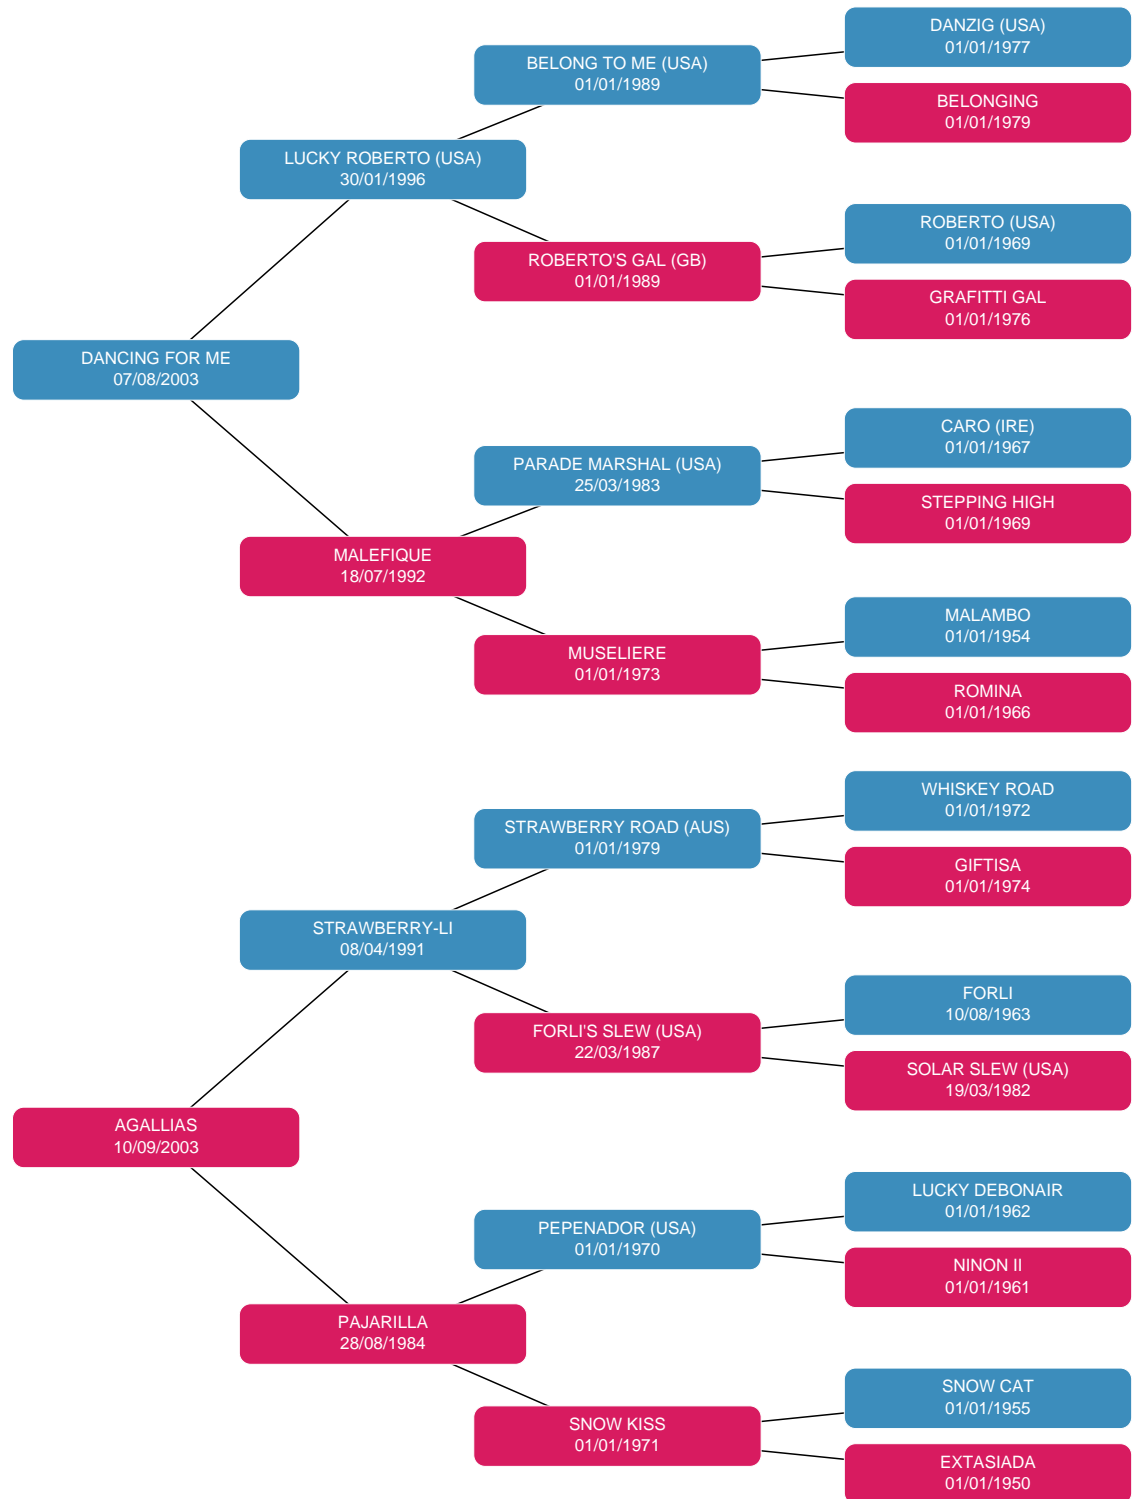 DANZIG (USA)
01/01/1977
BELONG TO ME (USA)
01/01/1989
BELONGING
01/01/1979
LUCKY ROBERTO (USA)
30/01/1996
ROBERTO (USA)
01/01/1969
ROBERTO'S GAL (GB)
01/01/1989
GRAFITTI GAL
01/01/1976
DANCING FOR ME
07/08/2003
CARO (IRE)
01/01/1967
PARADE MARSHAL (USA)
25/03/1983
STEPPING HIGH
01/01/1969
MALEFIQUE
18/07/1992
MALAMBO
01/01/1954
MUSELIERE
01/01/1973
ROMINA
01/01/1966
WHISKEY ROAD
01/01/1972
STRAWBERRY ROAD (AUS)
01/01/1979
GIFTISA
01/01/1974
STRAWBERRY-LI
08/04/1991
FORLI
10/08/1963
FORLI'S SLEW (USA)
22/03/1987
SOLAR SLEW (USA)
19/03/1982
AGALLIAS
10/09/2003
LUCKY DEBONAIR
01/01/1962
PEPENADOR (USA)
01/01/1970
NINON II
01/01/1961
PAJARILLA
28/08/1984
SNOW CAT
01/01/1955
SNOW KISS
01/01/1971
EXTASIADA
01/01/1950